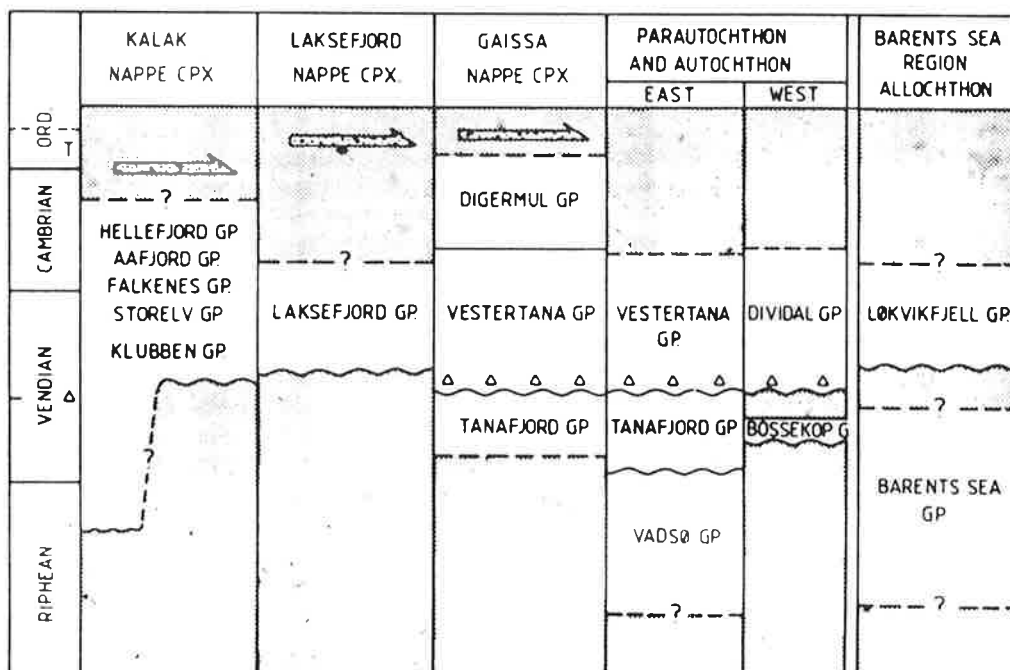 KALAK
NAPPE CPX
LAKSEFJORD
NAPPE CPX.
GAISSA
NAPPE CPX
PARAUTOCHTHON
AND AUTOCHTHON
EAST
WEST
BARENTS SEA
REGION
ALLOCHTHON
ORD.
T
CAMBRIAN
VENDIAN
RIPHEAN
?
HELLEFJORD GP
AAFJORD GP.
FALKENES GP.
STORELV GP
KLUBBEN GP.
?
?
LAKSEFJORD GP.
DIGERMUL GP
VESTERTANA GP
TANAFJORD GP
VESTERTANA
GP.
TANAFJORD GP
VADSØ GP
?
DIVIDAL GP
BOSSEKOP G
?
LØKVIKFJELL GP.
?
BARENTS SEA
GP
?